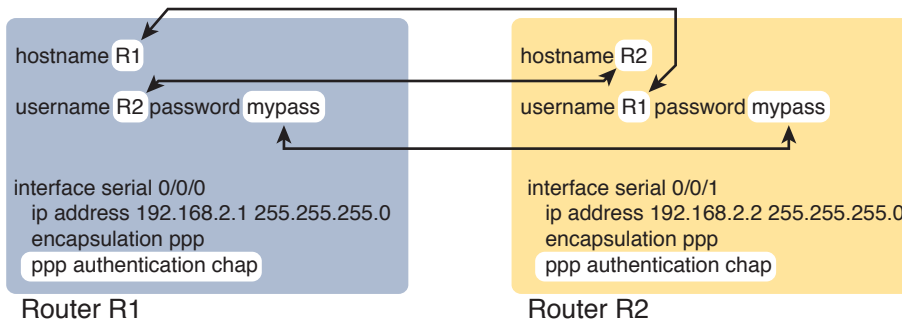 hostname R1
username R2 password mypass
interface serial 0/0/0
ip address 192.168.2.1 255.255.255.0
encapsulation ppp
ppp authentication chap
Router R1
hostname R2
username R1 password mypass
interface serial 0/0/1
ip address 192.168.2.2 255.255.255.0
encapsulation ppp
ppp authentication chap
Router R2